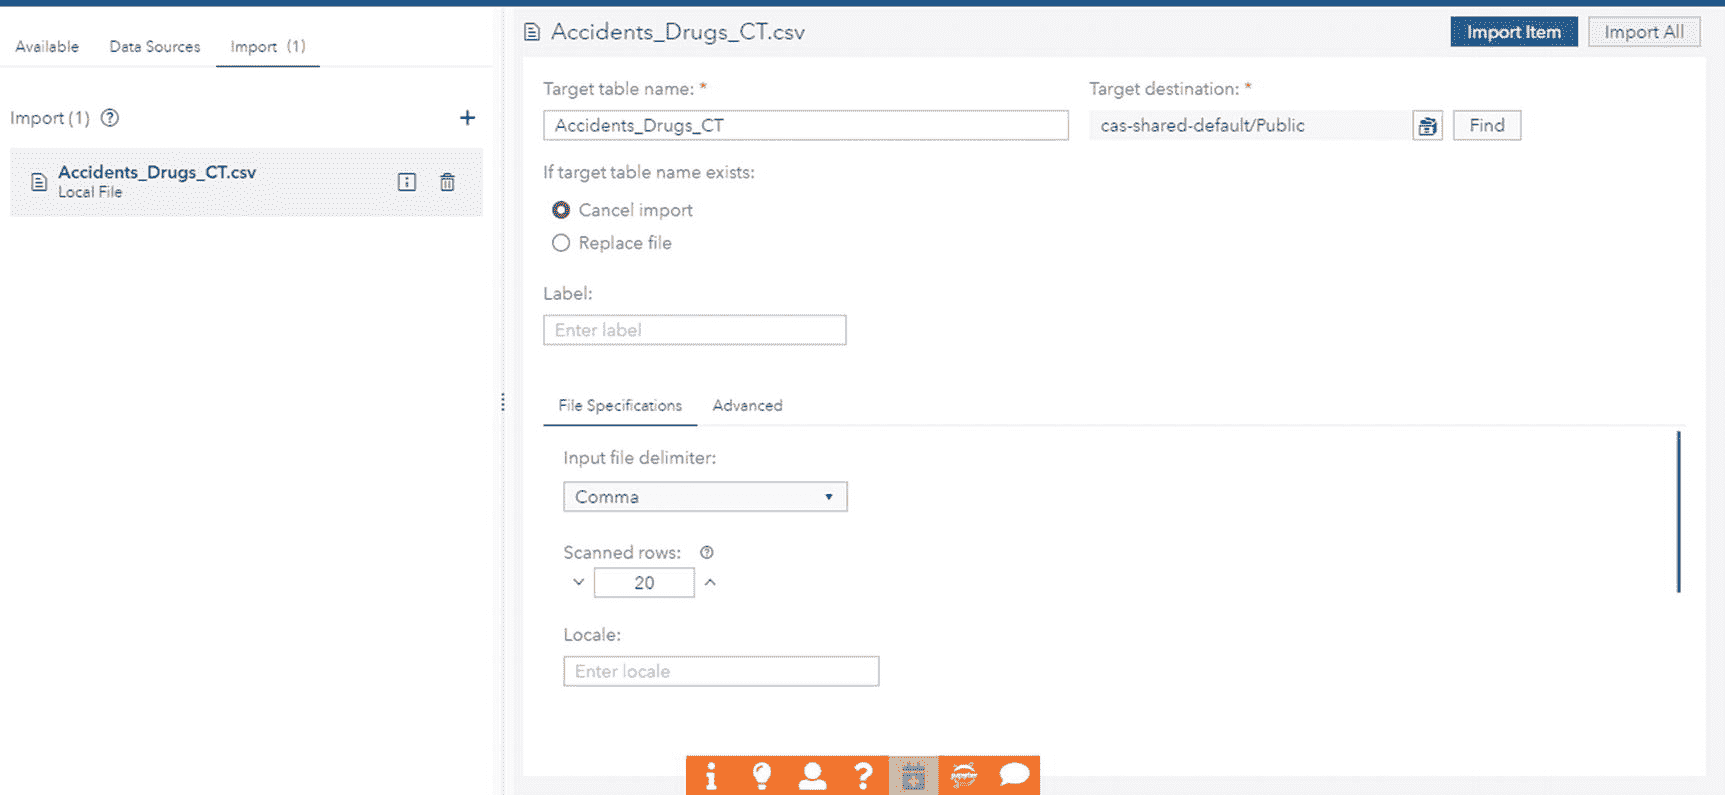 Available Data Sources Import (1)
Import (1)
Accidents_Drugs_CT.csv
Local File
Accidents_Drugs_CT.csv
Import Item Import All
Target table name: * Target destination: *
Accidents_Drugs_CT cas-shared-default/Public Find
If target table name exists:
Cancel import
Replace file
Label:
Enter label
File Specifications Advanced
Input file delimiter:
Comma
Scanned rows:
20
Locale:
Enter locale
jupyter